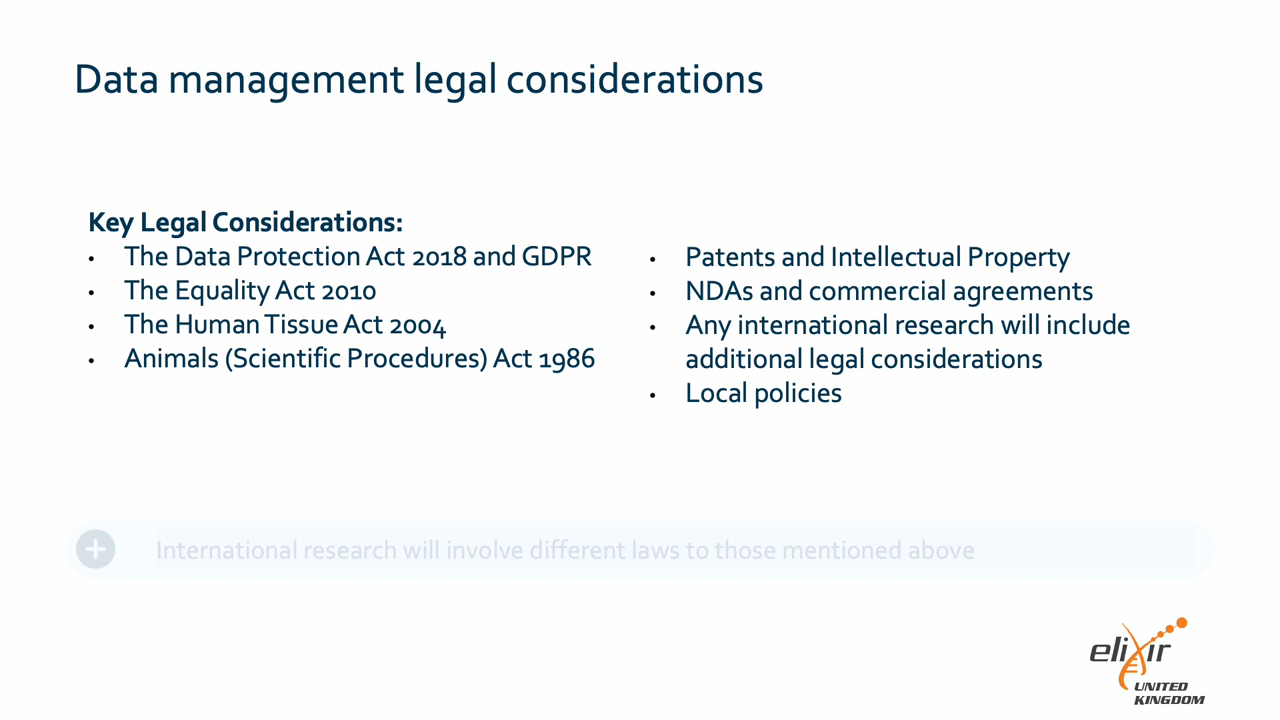 Data management legal considerations
Key Legal Considerations:
• The Data Protection Act 2018 and GDPR
• The Equality Act 2010
• The Human Tissue Act 2004
• Animals (Scientific Procedures) Act 1986
• Patents and Intellectual Property
• NDAs and commercial agreements
• Any international research will include
additional legal considerations
• Local policies
International research will involve different laws to those mentioned above
elixir
UNITED
KINGDOM